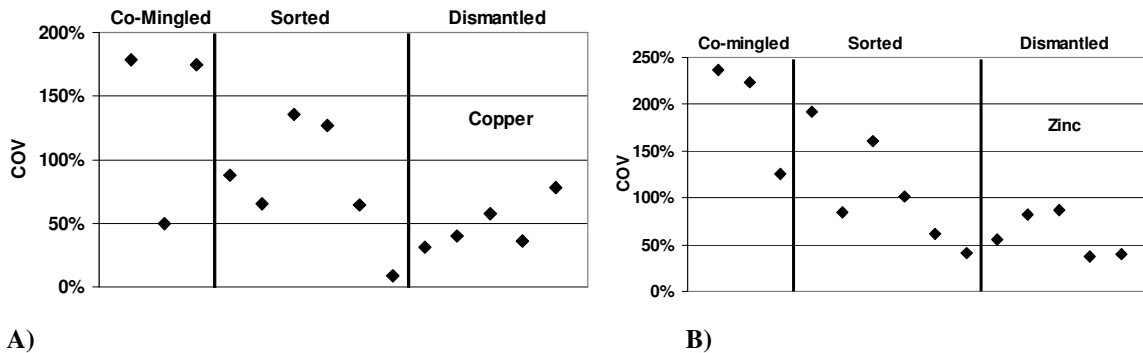 Co-Mingled Sorted Dismantled
200%
150%
100%
50%
0%
COV
Copper
A)
Co-mingled Sorted Dismantled
250%
200%
150%
100%
50%
0%
COV
Zinc
B)